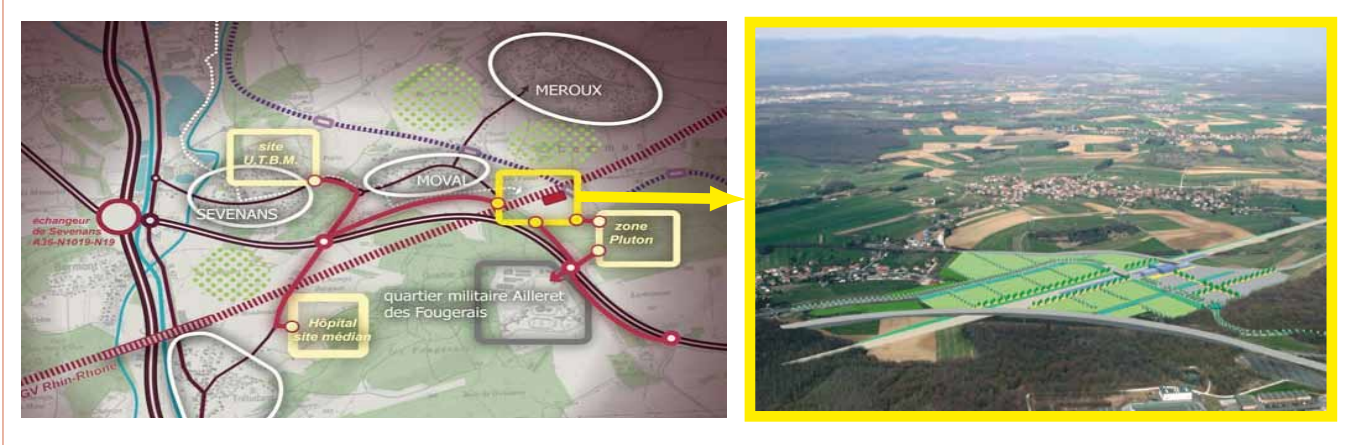 MEROUX
site
U.T.B.M.
MOVAL
SEVENANS
échangeur
de Sevenans
A36-N1019-N19
zone
Pluton
quartier militaire Ailleret
des Fougerais
Hôpital
site médian
GV Rhin-Rhone